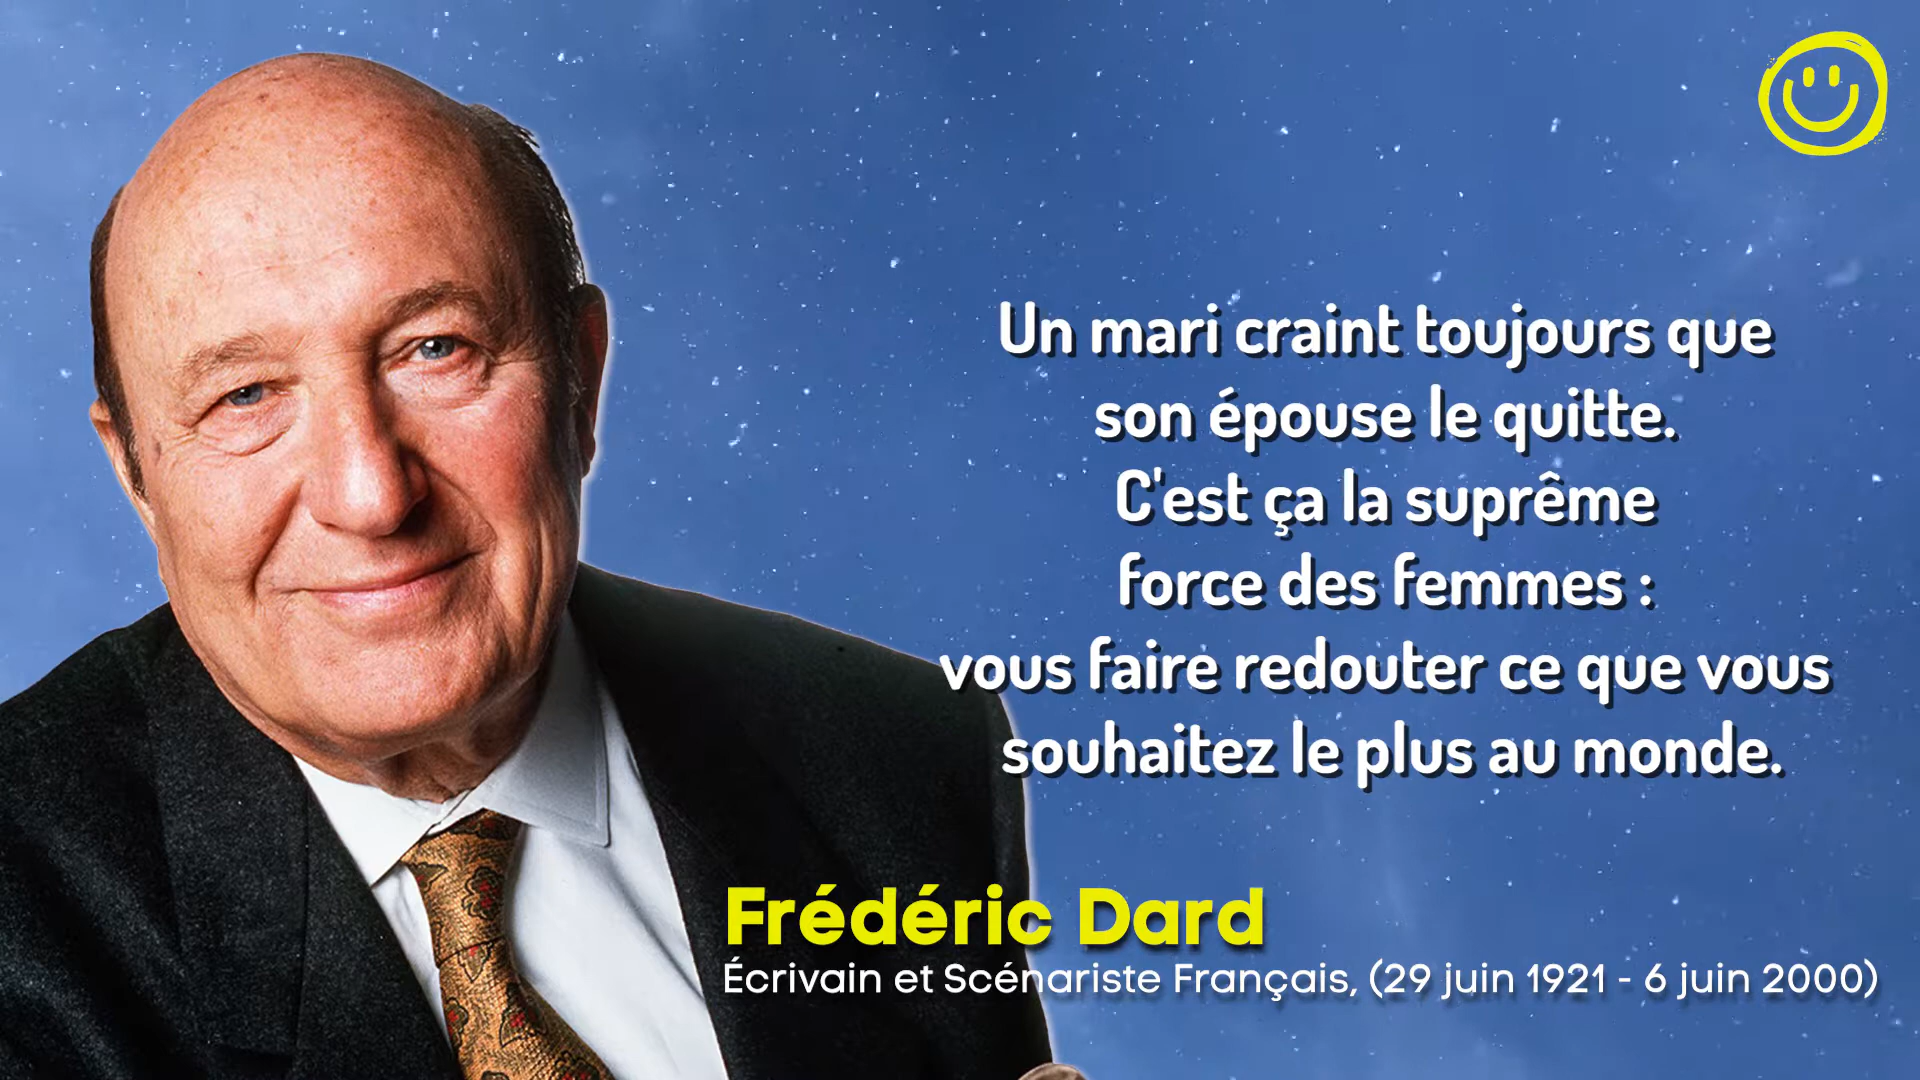 Un mari craint toujours que
son épouse le quitte.
C'est ça la suprême
force des femmes :
vous faire redouter ce que vous
souhaitez le plus au monde.
Frédéric Dard
Écrivain et Scénariste Français, (29 juin 1921 - 6 juin 2000)